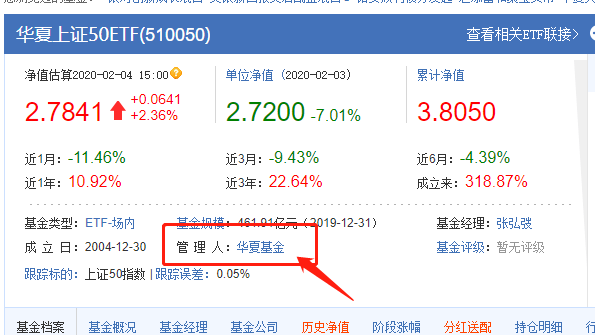 华夏上证50ETF(510050) 查看相关ETF联接>
净值估算2020-02-04 15:00 单位净值 (2020-02-03) 累计净值
2.7841 +0.0641 +2.36% 2.7200 -7.01% 3.8050
近1月：-11.46% 近3月：-9.43% 近6月：-4.39%
近1年：10.92% 近3年：22.64% 成立来：318.87%
基金类型：ETF-场内 基金规模：461.91亿元（2019-12-31） 基金经理：张弘弢
成 立 日：2004-12-30 管 理 人：华夏基金 基金评级：暂无评级
跟踪标的：上证50指数 | 跟踪误差：0.05%
基金档案 基金概况 基金经理 基金公司 历史净值 阶段涨幅 分红送配 持仓明细 行